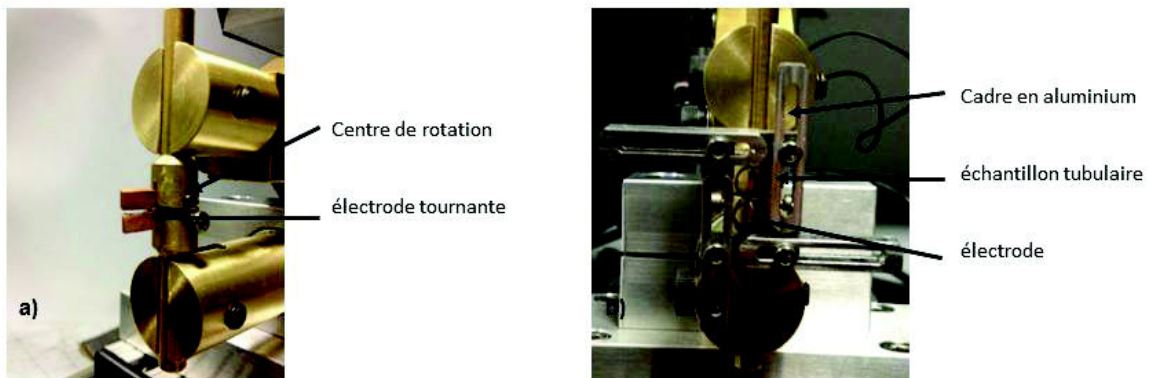 Centre de rotation
électrode tournante
a)
Cadre en aluminium
échantillon tubulaire
électrode